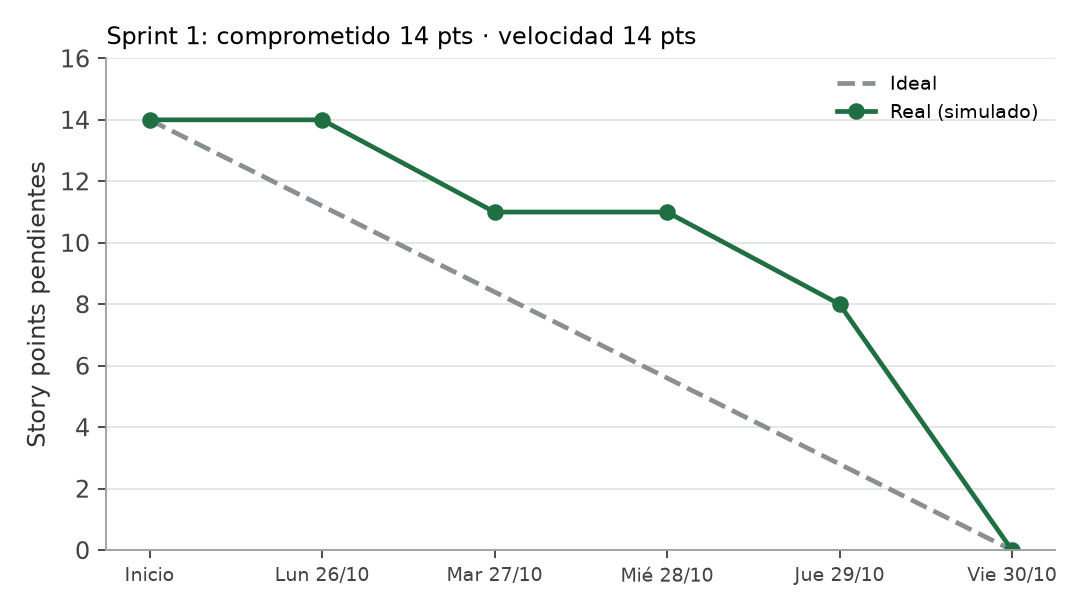 Sprint 1: comprometido 14 pts · velocidad 14 pts
Ideal
Real (simulado)
Story points pendientes
16
14
12
10
8
6
4
2
0
Inicio
Lun 26/10
Mar 27/10
Mié 28/10
Jue 29/10
Vie 30/10